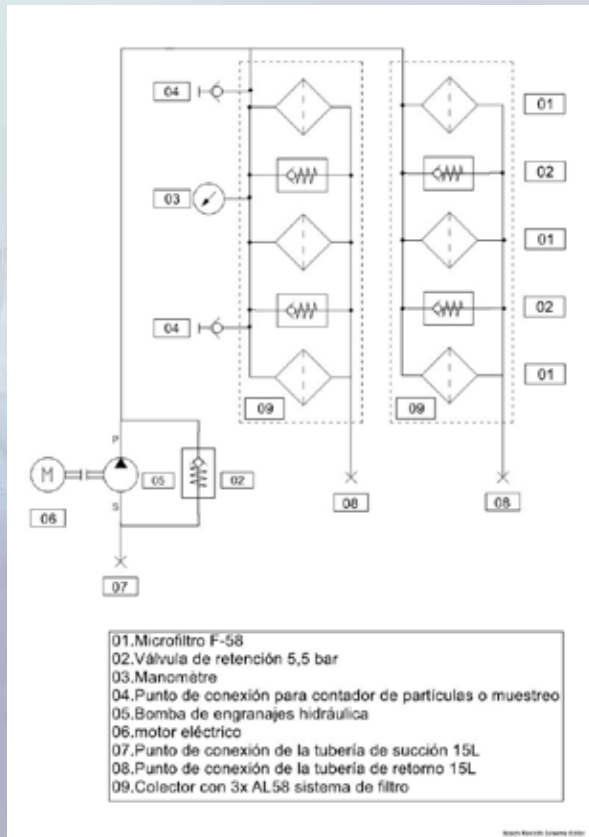 04
01
02
03
01
04
02
01
09
09
P
M
05
02
S
06
08
08
07
01.Microfiltro F-58
02.Válvula de retención 5,5 bar
03.Manomètre
04.Punto de conexión para contador de partículas o muestreo
05.Bomba de engranajes hidráulica
06.motor eléctrico
07.Punto de conexión de la tubería de succión 15L
08.Punto de conexión de la tubería de retorno 15L
09.Colector con 3x AL58 sistema de filtro